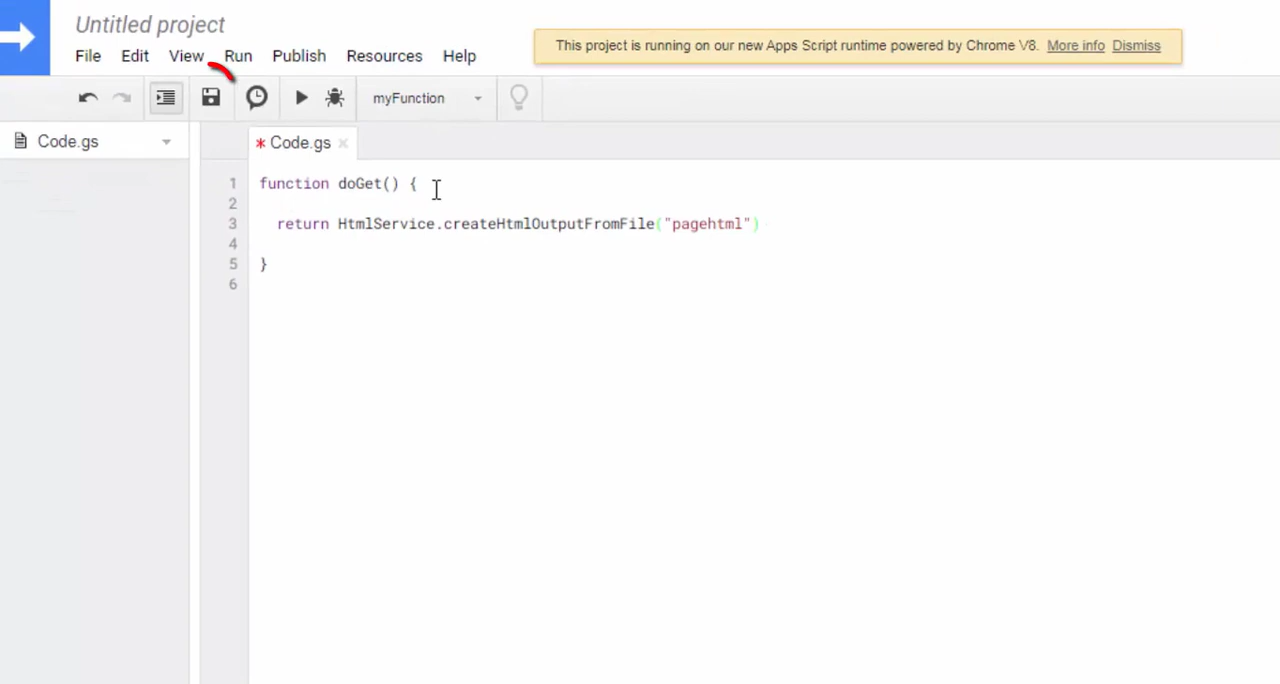 Untitled project
File Edit View Run Publish Resources Help
This project is running on our new Apps Script runtime powered by Chrome V8. More info Dismiss
myFunction
Code.gs
* Code.gs x
1 function doGet() {
2
3 return HtmlService.createHtmlOutputFromFile("pagehtml")
4
5 }
6